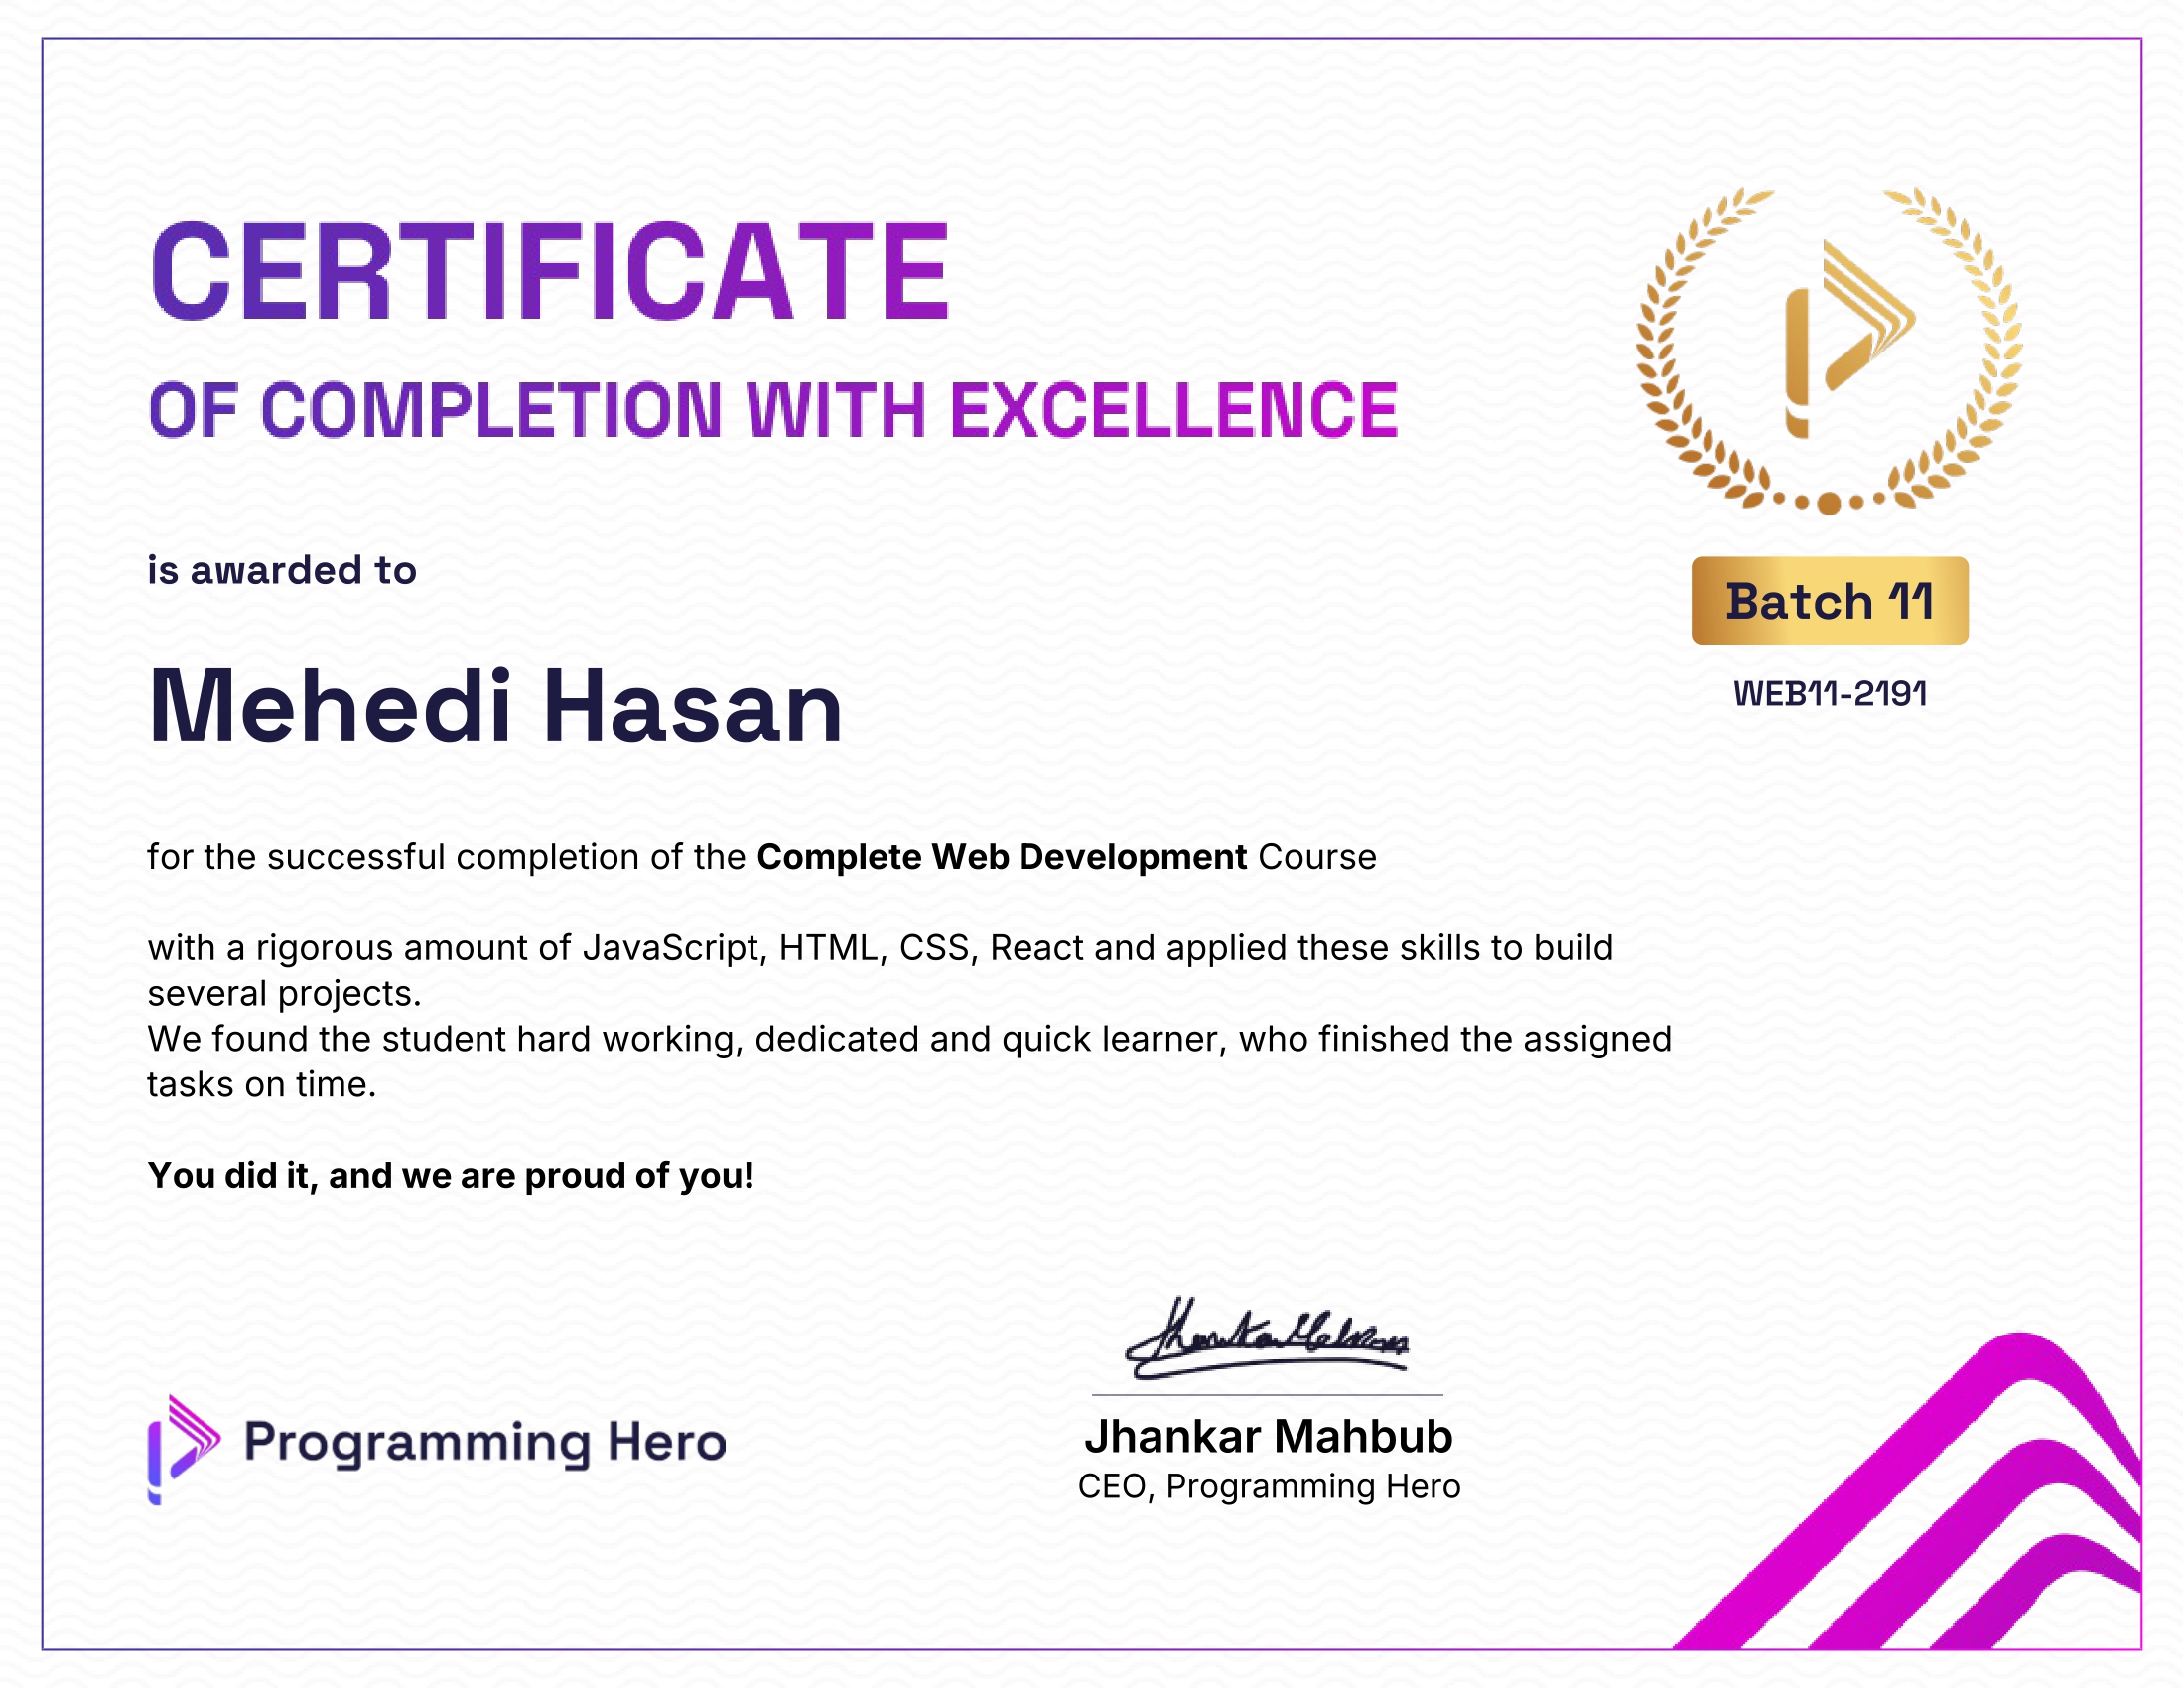 CERTIFICATE
OF COMPLETION WITH EXCELLENCE
is awarded to
Mehedi Hasan
Batch 11
WEB11-2191
for the successful completion of the Complete Web Development Course
with a rigorous amount of JavaScript, HTML, CSS, React and applied these skills to build
several projects.
We found the student hard working, dedicated and quick learner, who finished the assigned
tasks on time.
You did it, and we are proud of you!
Jhankar Mahbub
Programming Hero
Jhankar Mahbub
CEO, Programming Hero